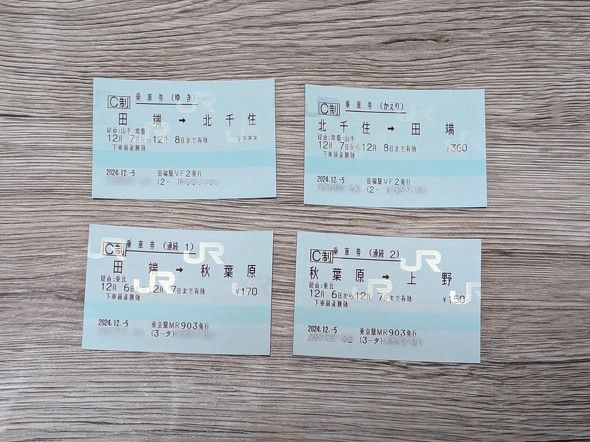 C制 乗車券 (ゆき)
田端 → 北千住
経由:山手・常磐
12月 7日から12月 8日まで有効 ¥***
下車前途無効
2024.12.-5 田端駅VF2発行
(2- )
C制 乗車券 (かえり)
北千住 → 田端
経由:常磐・山手
12月 7日から12月 8日まで有効 ¥360
下車前途無効
2024.12.-5 田端駅VF2発行
(2- )
C制 乗車券 (連続 1)
田端 → 秋葉原
経由:東北
12月 6日 2月 7日まで有効 ¥170
下車前途無効
2024.12.-5 東京駅MR903発行
(3-タ)
C制 乗車券 (連続 2)
秋葉原 → 上野
経由:東北
12月 6日から12月 7日まで有効 ¥150
下車前途無効
2024.12.-5 東京駅MR903発行
(3-タ)